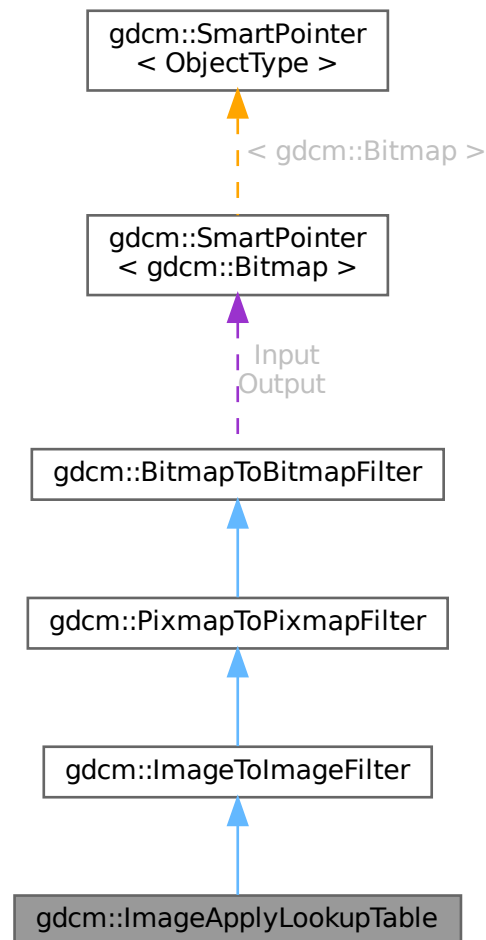 gdcm::SmartPointer
< ObjectType >
< gdcm::Bitmap >
gdcm::SmartPointer
< gdcm::Bitmap >
Input
Output
gdcm::BitmapToBitmapFilter
gdcm::PixmapToPixmapFilter
gdcm::ImageToImageFilter
gdcm::ImageApplyLookupTable